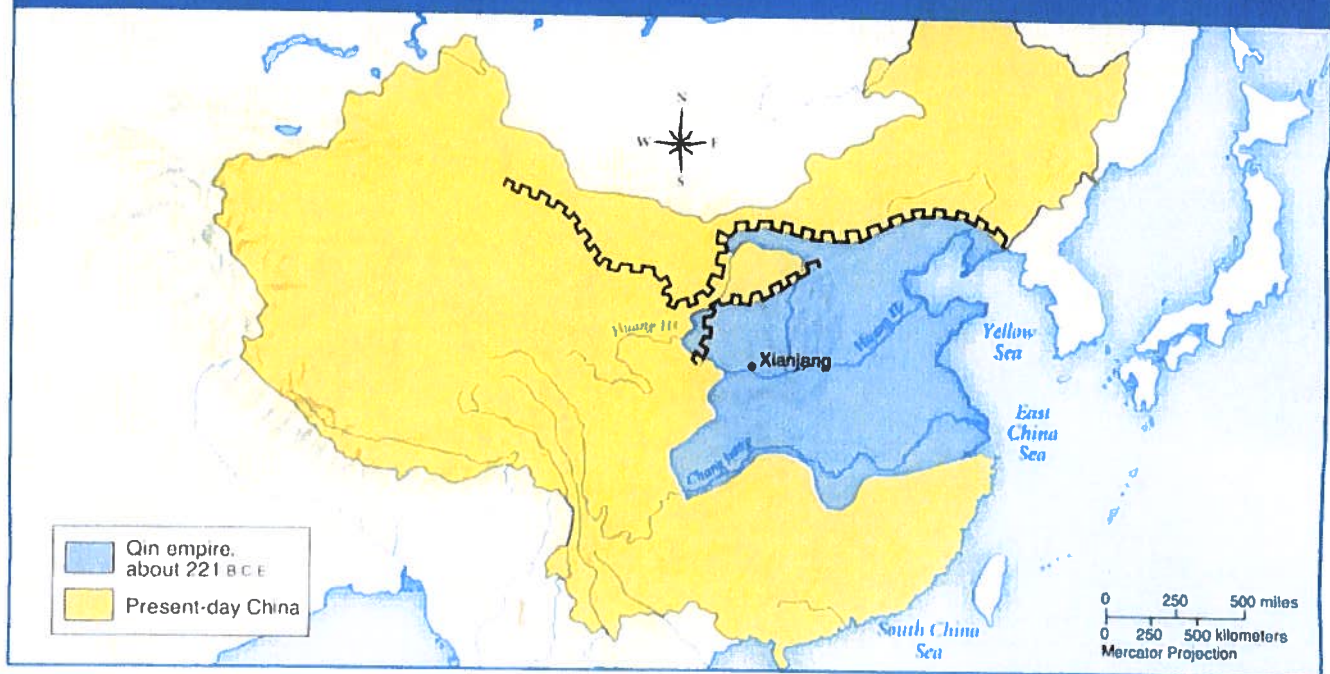 N
W E
S
Huang He
Huang He
Xianjang
Yellow
Sea
East
China
Sea
Chang Jiang
Qin empire,
about 221 B C E
Present-day China
South China
Sea
0 250 500 miles
0 250 500 kilometers
Mercator Projection